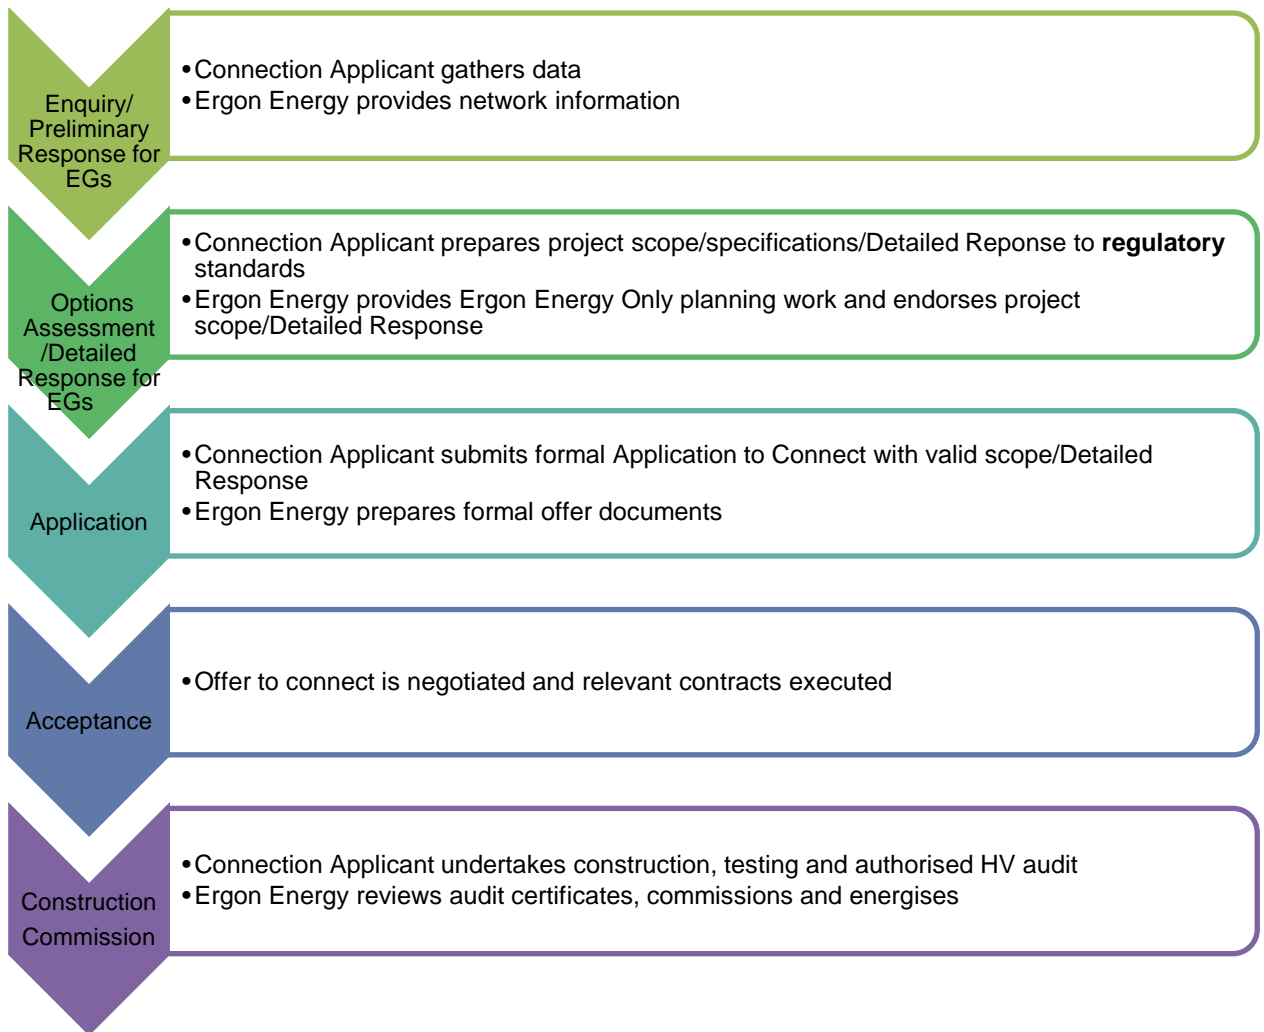 Enquiry/
Preliminary
Response for
EGs
•Connection Applicant gathers data
•Ergon Energy provides network information
Options
Assessment
/Detailed
Response for
EGs
•Connection Applicant prepares project scope/specifications/Detailed Reponse to regulatory
standards
•Ergon Energy provides Ergon Energy Only planning work and endorses project
scope/Detailed Response
Application
•Connection Applicant submits formal Application to Connect with valid scope/Detailed
Response
•Ergon Energy prepares formal offer documents
Acceptance
•Offer to connect is negotiated and relevant contracts executed
Construction
Commission
•Connection Applicant undertakes construction, testing and authorised HV audit
•Ergon Energy reviews audit certificates, commissions and energises